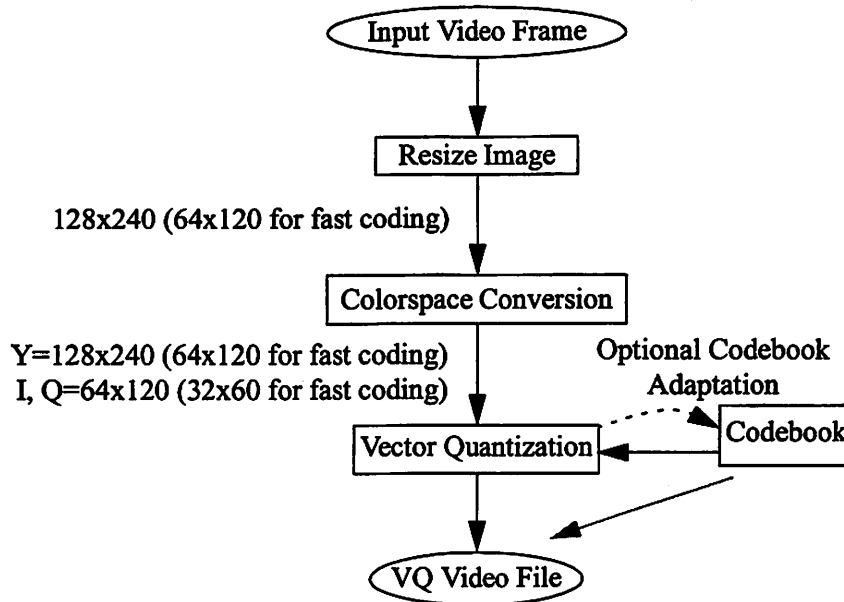 Input Video Frame
Resize Image
128x240 (64x120 for fast coding)
Colorspace Conversion
Y=128x240 (64x120 for fast coding)
I, Q=64x120 (32x60 for fast coding)
Optional Codebook
Adaptation
Vector Quantization
Codebook
VQ Video File